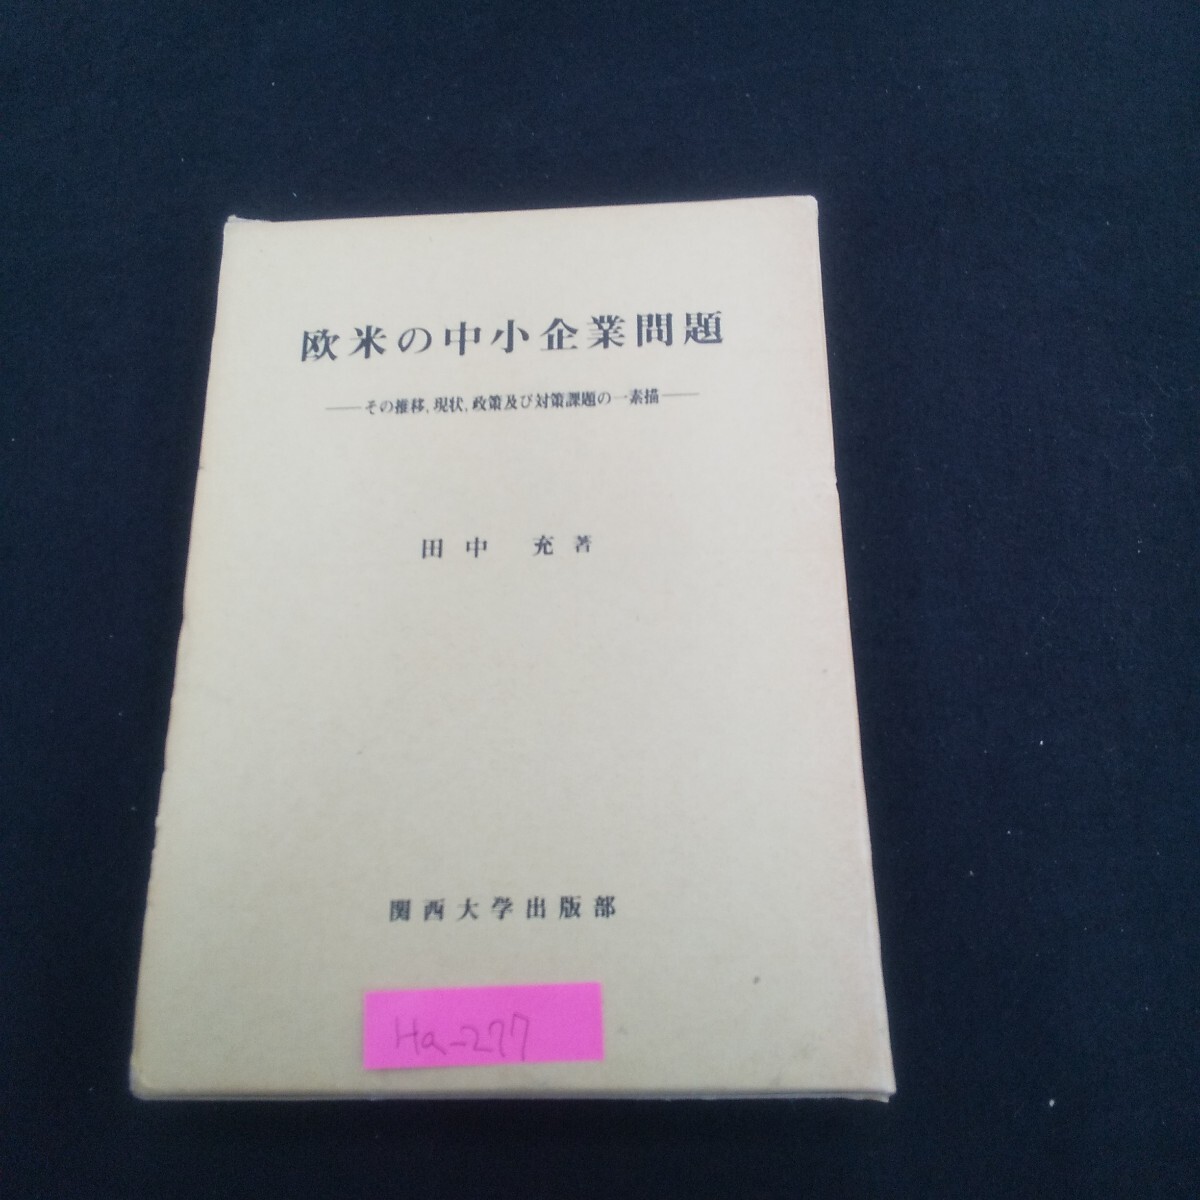 欧米の中小企業問題
――その推移,現状,政策及び対策課題の一素描――
田中 充 著
関西大学出版部
Ha-277